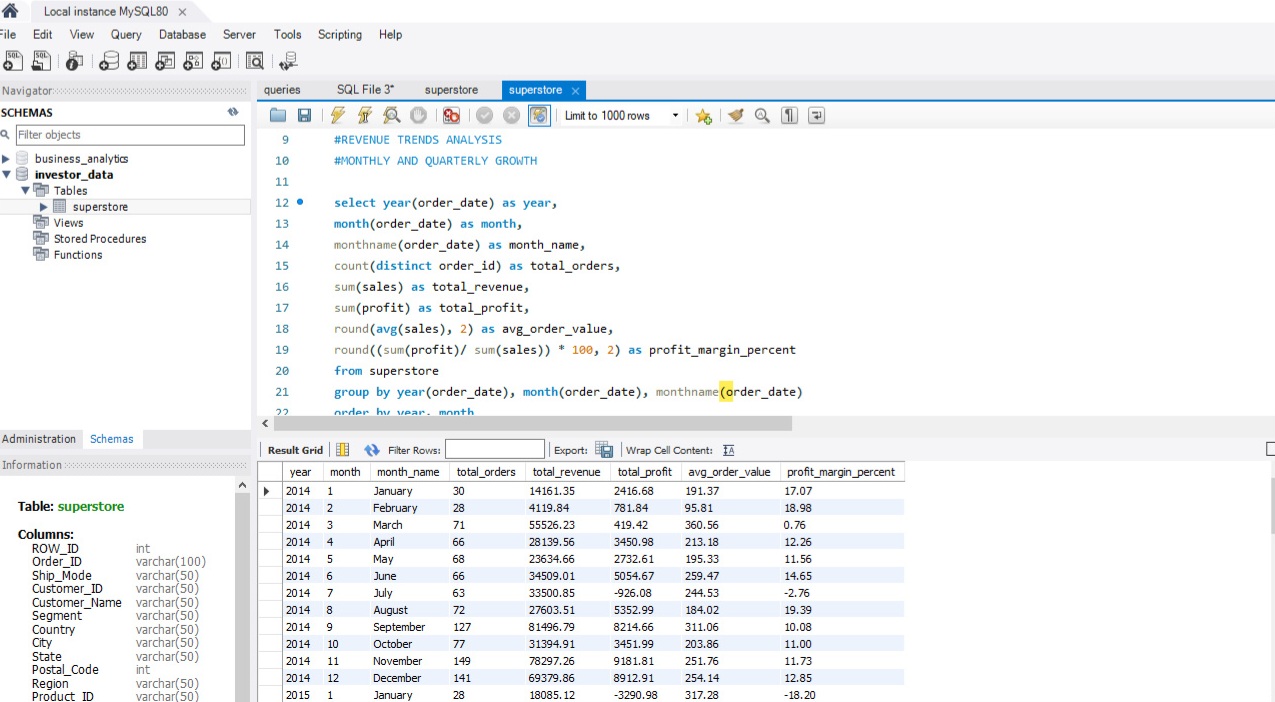 Local instance MySQL80
File Edit View Query Database Server Tools Scripting Help
Navigator
SCHEMAS
Filter objects
business_analytics
investor_data
Tables
superstore
Views
Stored Procedures
Functions
Administration Schemas
Information
Table: superstore
Columns:
ROW_ID int
Order_ID varchar(100)
Ship_Mode varchar(50)
Customer_ID varchar(50)
Customer_Name varchar(50)
Segment varchar(50)
Country varchar(50)
City varchar(50)
State varchar(50)
Postal_Code int
Region varchar(50)
Product_ID varchar(50)
queries SQL File 3* superstore superstore
Limit to 1000 rows
9 #REVENUE TRENDS ANALYSIS
10 #MONTHLY AND QUARTERLY GROWTH
11
12 select year(order_date) as year,
13 month(order_date) as month,
14 monthname(order_date) as month_name,
15 count(distinct order_id) as total_orders,
16 sum(sales) as total_revenue,
17 sum(profit) as total_profit,
18 round(avg(sales), 2) as avg_order_value,
19 round((sum(profit)/ sum(sales)) * 100, 2) as profit_margin_percent
20 from superstore
21 group by year(order_date), month(order_date), monthname(order_date)
22 order by year, month
Result Grid Filter Rows: Export: Wrap Cell Content:
year month month_name total_orders total_revenue total_profit avg_order_value profit_margin_percent
2014 1 January 30 14161.35 2416.68 191.37 17.07
2014 2 February 28 4119.84 781.84 95.81 18.98
2014 3 March 71 55526.23 419.42 360.56 0.76
2014 4 April 66 28139.56 3450.98 213.18 12.26
2014 5 May 68 23634.66 2732.61 195.33 11.56
2014 6 June 66 34509.01 5054.67 259.47 14.65
2014 7 July 63 33500.85 -926.08 244.53 -2.76
2014 8 August 72 27603.51 5352.99 184.02 19.39
2014 9 September 127 81496.79 8214.66 311.06 10.08
2014 10 October 77 31394.91 3451.99 203.86 11.00
2014 11 November 149 78297.26 9181.81 251.76 11.73
2014 12 December 141 69379.86 8912.91 254.14 12.85
2015 1 January 28 18085.12 -3290.98 317.28 -18.20